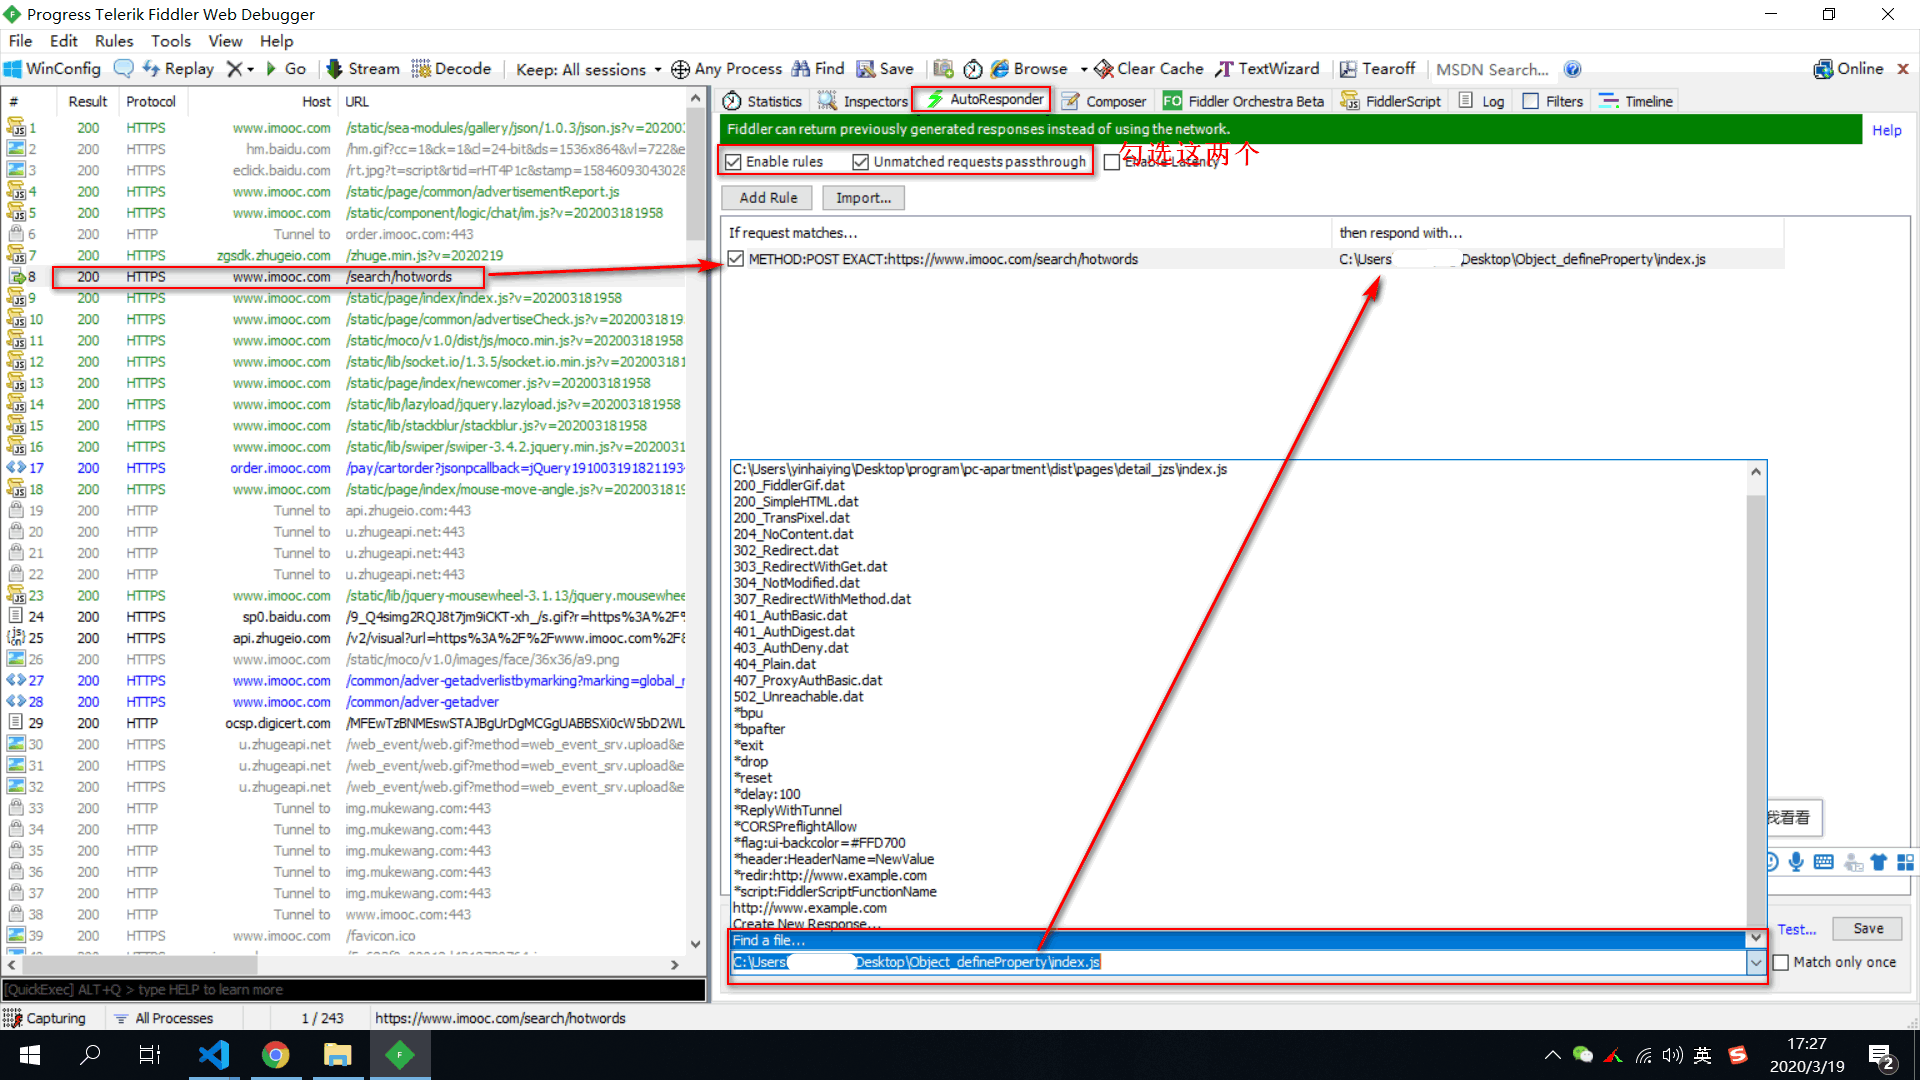 Progress Telerik Fiddler Web Debugger
File Edit Rules Tools View Help
WinConfig Replay Go Stream Decode Keep: All sessions Any Process Find Save Browse Clear Cache TextWizard Tearoff MSDN Search... Online
# Result Protocol Host URL
1 200 HTTPS www.imooc.com /static/sea-modules/gallery/json/1.0.3/json.js?v=20200
2 200 HTTPS hm.baidu.com /hm.gif?cc=1&ck=1&cl=24-bit&ds=1536x864&vl=722&e
3 200 HTTPS eclick.baidu.com /rt.jpg?t=script&rtid=rHT4P1c&stamp=15846093043028
4 200 HTTPS www.imooc.com /static/page/common/advertisementReport.js
5 200 HTTPS www.imooc.com /static/component/logic/chat/im.js?v=202003181958
6 200 HTTP Tunnel to order.imooc.com:443
7 200 HTTPS zgsdk.zhugeio.com /zhuge.min.js?v=2020219
8 200 HTTPS www.imooc.com /search/hotwords
9 200 HTTPS www.imooc.com /static/page/index/index.js?v=202003181958
10 200 HTTPS www.imooc.com /static/page/common/advertiseCheck.js?v=202003181 95
11 200 HTTPS www.imooc.com /static/moco/v1.0/dist/js/moco.min.js?v=202003181958
12 200 HTTPS www.imooc.com /static/lib/socket.io/1.3.5/socket.io.min.js?v=202003181
13 200 HTTPS www.imooc.com /static/page/index/newcomer.js?v=202003181958
14 200 HTTPS www.imooc.com /static/lib/lazyload/jquery.lazyload.js?v=202003181958
15 200 HTTPS www.imooc.com /static/lib/stackblur/stackblur.js?v=202003181958
16 200 HTTPS www.imooc.com /static/lib/swiper/swiper-3.4.2.jquery.min.js?v=2020031
17 200 HTTPS order.imooc.com /pay/cartorder?jsonpcallback=jQuery191003191821193
18 200 HTTPS www.imooc.com /static/page/index/mouse-move-angle.js?v=202003181 95
19 200 HTTP Tunnel to api.zhugeio.com:443
20 200 HTTP Tunnel to u.zhugeapi.net:443
21 200 HTTP Tunnel to u.zhugeapi.net:443
22 200 HTTP Tunnel to u.zhugeapi.net:443
23 200 HTTPS www.imooc.com /static/lib/jquery-mousewheel-3.1.13/jquery.mousewhee
24 200 HTTPS sp0.baidu.com /9_Q4simg2RQJ8t7jm9iCKT-xh_/s.gif?r=https%3A%2F%
25 200 HTTPS api.zhugeio.com /v2/visual?url=https%3A%2F%2Fwww.imooc.com%2F&
26 200 HTTPS www.imooc.com /static/moco/v1.0/images/face/36x36/a9.png
27 200 HTTPS www.imooc.com /common/adver-getadverlistbymarking?marking=global_r
28 200 HTTPS www.imooc.com /common/adver-getadver
29 200 HTTP ocsp.digicert.com /MFEwTzBNMEswSTAJBgUrDgMCGgUABBSXi0cW5bD2WL
30 200 HTTPS u.zhugeapi.net /web_event/web.gif?method=web_event_srv.upload&e
31 200 HTTPS u.zhugeapi.net /web_event/web.gif?method=web_event_srv.upload&e
32 200 HTTPS u.zhugeapi.net /web_event/web.gif?method=web_event_srv.upload&e
33 200 HTTP Tunnel to img.mukewang.com:443
34 200 HTTP Tunnel to img.mukewang.com:443
35 200 HTTP Tunnel to img.mukewang.com:443
36 200 HTTP Tunnel to img.mukewang.com:443
37 200 HTTP Tunnel to img.mukewang.com:443
38 200 HTTP Tunnel to www.imooc.com:443
39 200 HTTPS www.imooc.com /favicon.ico
[QuickExec] ALT+Q > type HELP to learn more
Capturing All Processes 1 / 243 https://www.imooc.com/search/hotwords
Statistics Inspectors AutoResponder Composer FO Fiddler Orchestra Beta FiddlerScript Log Filters Timeline
Fiddler can return previously generated responses instead of using the network.
Help
Enable rules Unmatched requests passthrough Enable Latency
勾选这两个
Add Rule Import...
If request matches... then respond with...
METHOD:POST EXACT:https://www.imooc.com/search/hotwords C:\Users Desktop\Object_defineProperty\index.js
C:\Users\yinhaiying\Desktop\program\pc-apartment\dist\pages\detail_jzs\index.js
200_FiddlerGif.dat
200_SimpleHTML.dat
200_TransPixel.dat
204_NoContent.dat
302_Redirect.dat
303_RedirectWithGet.dat
304_NotModified.dat
307_RedirectWithMethod.dat
401_AuthBasic.dat
401_AuthDigest.dat
403_AuthDeny.dat
404_Plain.dat
407_ProxyAuthBasic.dat
502_Unreachable.dat
*bpu
*bpafter
*exit
*drop
*reset
*delay:100
*ReplyWithTunnel
*CORSPreflightAllow
*flag:ui-backcolor=#FFD700
*header:HeaderName=NewValue
*redir:http://www.example.com
*script:FiddlerScriptFunctionName
http://www.example.com
Create New Response...
Find a file...
C:\Users Desktop\Object_defineProperty\index.js
我看看
Test... Save
Match only once
英
17:27
2020/3/19
2